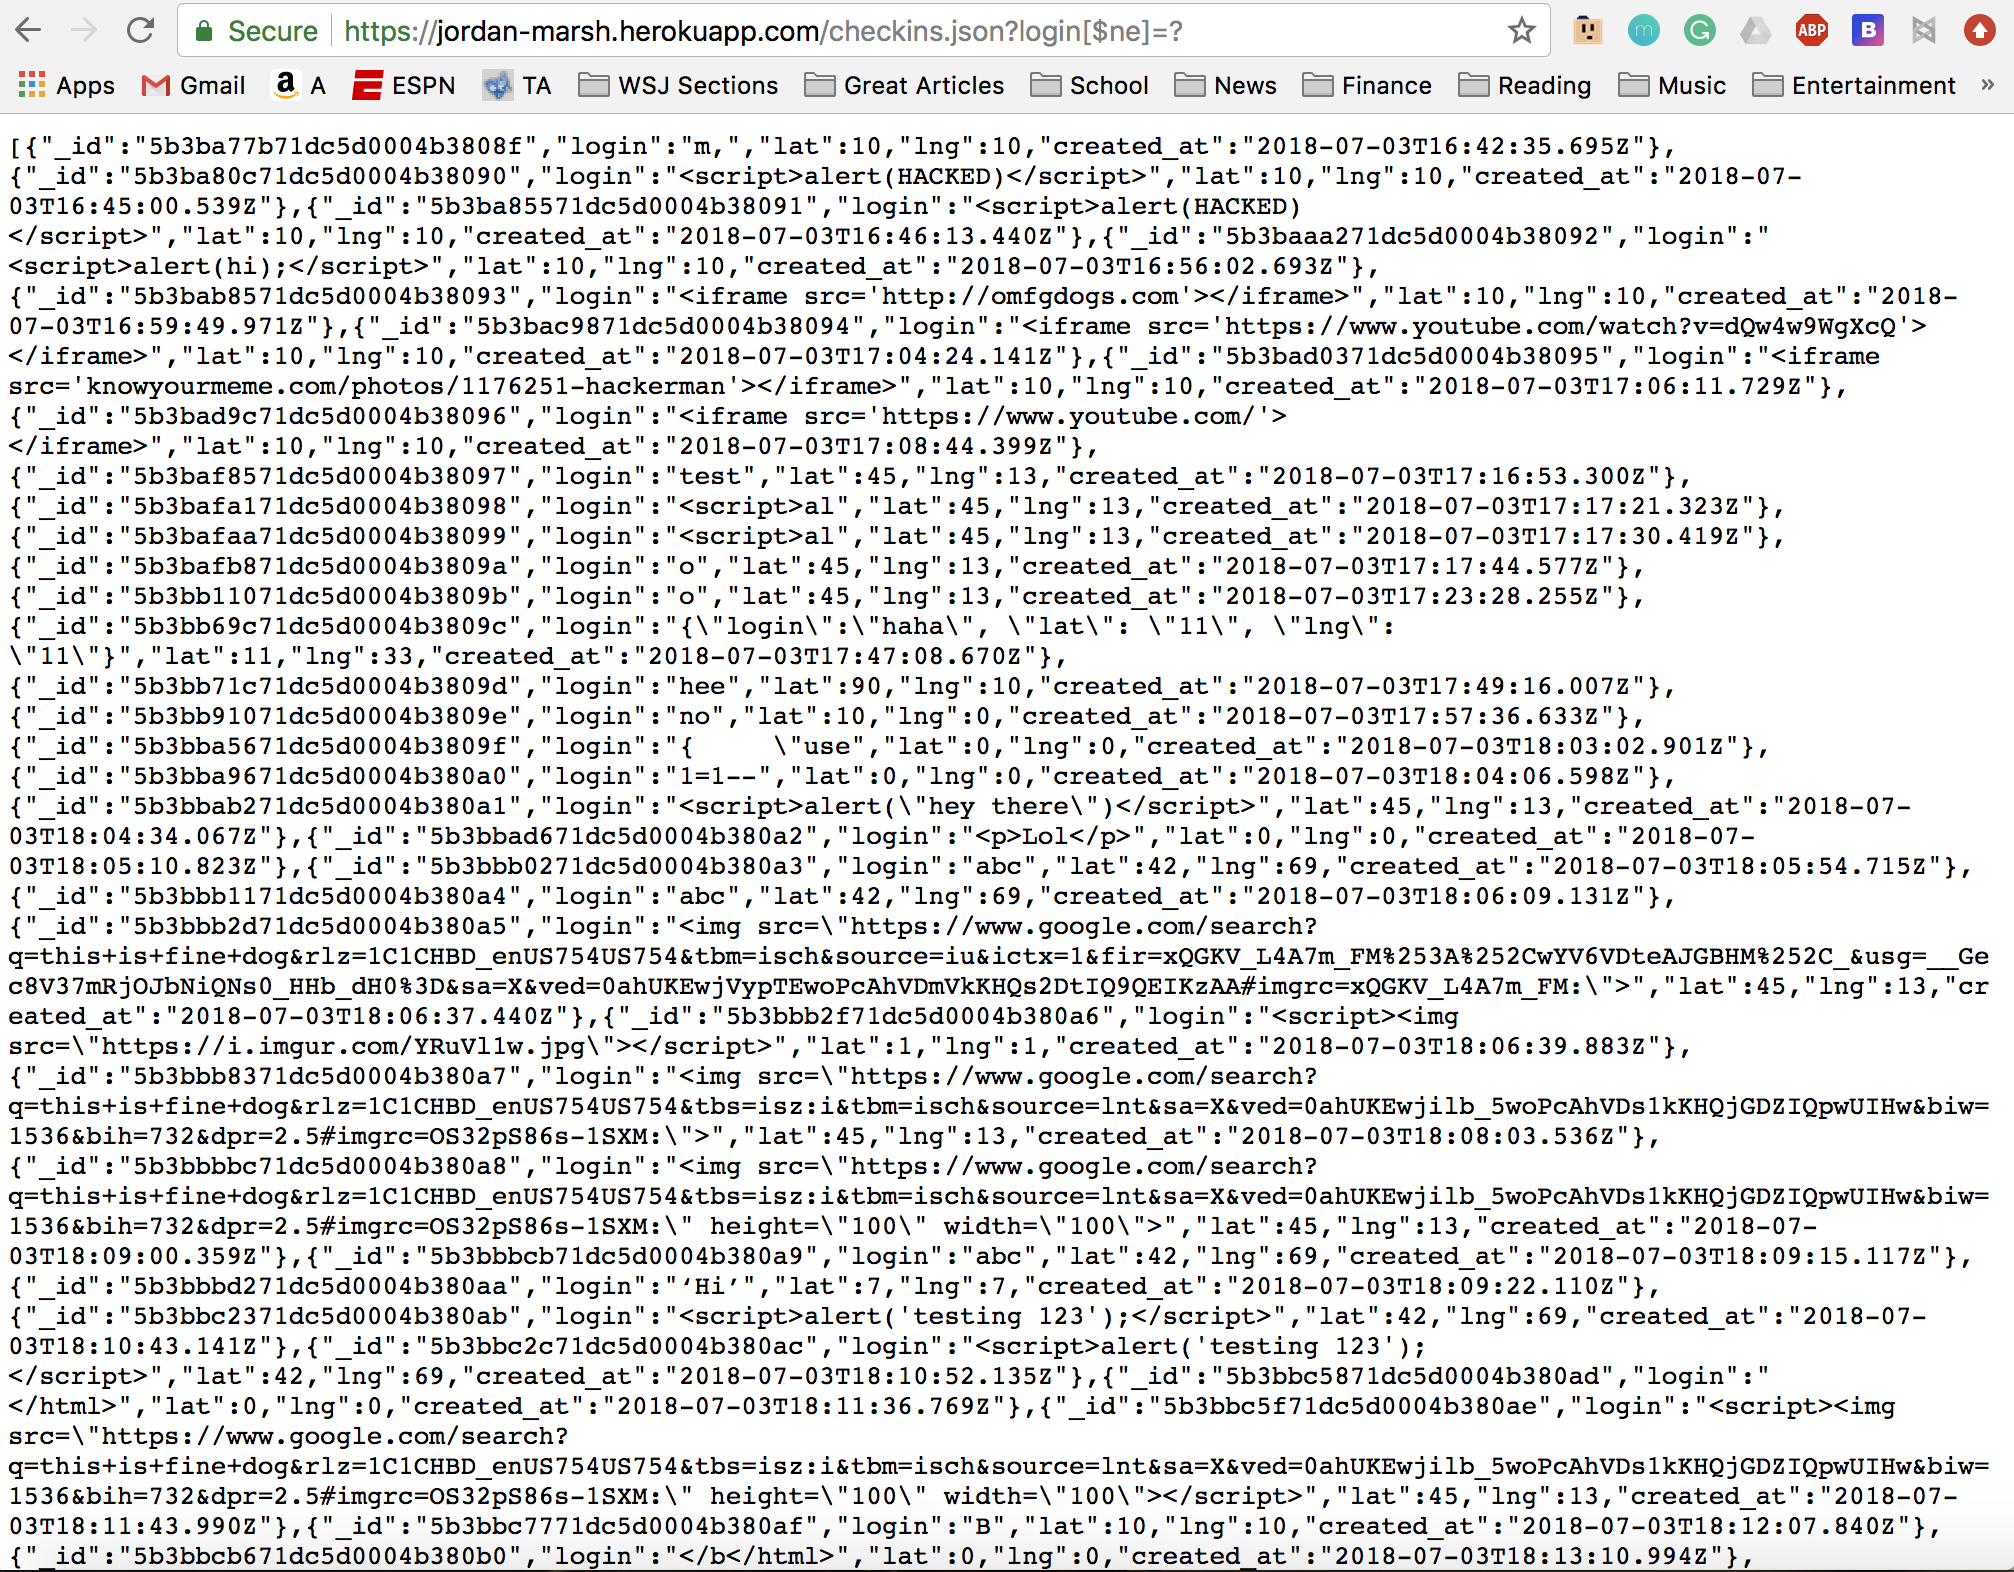 Secure https://jordan-marsh.herokuapp.com/checkins.json?login[$ne]=?
m G ABP B
Apps Gmail a A ESPN TA WSJ Sections Great Articles School News Finance Reading Music Entertainment »
[{"_id":"5b3ba77b71dc5d0004b3808f","login":"m,","lat":10,"lng":10,"created_at":"2018-07-03T16:42:35.695Z"},
{"_id":"5b3ba80c71dc5d0004b38090","login":"<script>alert(HACKED)</script>","lat":10,"lng":10,"created_at":"2018-07-
03T16:45:00.539Z"},{"_id":"5b3ba85571dc5d0004b38091","login":"<script>alert(HACKED)
</script>","lat":10,"lng":10,"created_at":"2018-07-03T16:46:13.440Z"},{"_id":"5b3baaa271dc5d0004b38092","login":"
<script>alert(hi);</script>","lat":10,"lng":10,"created_at":"2018-07-03T16:56:02.693Z"},
{"_id":"5b3bab8571dc5d0004b38093","login":"<iframe src='http://omfgdogs.com'></iframe>","lat":10,"lng":10,"created_at":"2018-
07-03T16:59:49.971Z"},{"_id":"5b3bac9871dc5d0004b38094","login":"<iframe src='https://www.youtube.com/watch?v=dQw4w9WgXcQ'>
</iframe>","lat":10,"lng":10,"created_at":"2018-07-03T17:04:24.141Z"},{"_id":"5b3bad0371dc5d0004b38095","login":"<iframe
src='knowyourmeme.com/photos/1176251-hackerman'></iframe>","lat":10,"lng":10,"created_at":"2018-07-03T17:06:11.729Z"},
{"_id":"5b3bad9c71dc5d0004b38096","login":"<iframe src='https://www.youtube.com/'>
</iframe>","lat":10,"lng":10,"created_at":"2018-07-03T17:08:44.399Z"},
{"_id":"5b3baf8571dc5d0004b38097","login":"test","lat":45,"lng":13,"created_at":"2018-07-03T17:16:53.300Z"},
{"_id":"5b3bafa171dc5d0004b38098","login":"<script>al","lat":45,"lng":13,"created_at":"2018-07-03T17:17:21.323Z"},
{"_id":"5b3bafaa71dc5d0004b38099","login":"<script>al","lat":45,"lng":13,"created_at":"2018-07-03T17:17:30.419Z"},
{"_id":"5b3bafb871dc5d0004b3809a","login":"o","lat":45,"lng":13,"created_at":"2018-07-03T17:17:44.577Z"},
{"_id":"5b3bb11071dc5d0004b3809b","login":"o","lat":45,"lng":13,"created_at":"2018-07-03T17:23:28.255Z"},
{"_id":"5b3bb69c71dc5d0004b3809c","login":"{\"login\":\"haha\", \"lat\": \"11\", \"lng\":
\"11\"}","lat":11,"lng":33,"created_at":"2018-07-03T17:47:08.670Z"},
{"_id":"5b3bb71c71dc5d0004b3809d","login":"hee","lat":90,"lng":10,"created_at":"2018-07-03T17:49:16.007Z"},
{"_id":"5b3bb91071dc5d0004b3809e","login":"no","lat":10,"lng":0,"created_at":"2018-07-03T17:57:36.633Z"},
{"_id":"5b3bba5671dc5d0004b3809f","login":"{     \"use","lat":0,"lng":0,"created_at":"2018-07-03T18:03:02.901Z"},
{"_id":"5b3bba9671dc5d0004b380a0","login":"1=1--","lat":0,"lng":0,"created_at":"2018-07-03T18:04:06.598Z"},
{"_id":"5b3bbab271dc5d0004b380a1","login":"<script>alert(\"hey there\")</script>","lat":45,"lng":13,"created_at":"2018-07-
03T18:04:34.067Z"},{"_id":"5b3bbad671dc5d0004b380a2","login":"<p>Lol</p>","lat":0,"lng":0,"created_at":"2018-07-
03T18:05:10.823Z"},{"_id":"5b3bbb0271dc5d0004b380a3","login":"abc","lat":42,"lng":69,"created_at":"2018-07-03T18:05:54.715Z"},
{"_id":"5b3bbb1171dc5d0004b380a4","login":"abc","lat":42,"lng":69,"created_at":"2018-07-03T18:06:09.131Z"},
{"_id":"5b3bbb2d71dc5d0004b380a5","login":"<img src=\"https://www.google.com/search?
q=this+is+fine+dog&rlz=1C1CHBD_enUS754US754&tbm=isch&source=iu&ictx=1&fir=xQGKV_L4A7m_FM%253A%252CwYV6VDteAJGBHM%252C_&usg=__Ge
c8V37mRjOJbNiQNs0_HHb_dH0%3D&sa=X&ved=0ahUKEwjVypTEwoPcAhVDmVkKHQs2DtIQ9QEIKzAA#imgrc=xQGKV_L4A7m_FM:\">","lat":45,"lng":13,"cr
eated_at":"2018-07-03T18:06:37.440Z"},{"_id":"5b3bbb2f71dc5d0004b380a6","login":"<script><img
src=\"https://i.imgur.com/YRuVl1w.jpg\"></script>","lat":1,"lng":1,"created_at":"2018-07-03T18:06:39.883Z"},
{"_id":"5b3bbb8371dc5d0004b380a7","login":"<img src=\"https://www.google.com/search?
q=this+is+fine+dog&rlz=1C1CHBD_enUS754US754&tbs=isz:i&tbm=isch&source=lnt&sa=X&ved=0ahUKEwjilb_5woPcAhVDs1kKHQjGDZIQpwUIHw&biw=
1536&bih=732&dpr=2.5#imgrc=OS32pS86s-1SXM:\">","lat":45,"lng":13,"created_at":"2018-07-03T18:08:03.536Z"},
{"_id":"5b3bbbbc71dc5d0004b380a8","login":"<img src=\"https://www.google.com/search?
q=this+is+fine+dog&rlz=1C1CHBD_enUS754US754&tbs=isz:i&tbm=isch&source=lnt&sa=X&ved=0ahUKEwjilb_5woPcAhVDs1kKHQjGDZIQpwUIHw&biw=
1536&bih=732&dpr=2.5#imgrc=OS32pS86s-1SXM:\" height=\"100\" width=\"100\">","lat":45,"lng":13,"created_at":"2018-07-
03T18:09:00.359Z"},{"_id":"5b3bbbcb71dc5d0004b380a9","login":"abc","lat":42,"lng":69,"created_at":"2018-07-03T18:09:15.117Z"},
{"_id":"5b3bbbd271dc5d0004b380aa","login":"‘Hi’","lat":7,"lng":7,"created_at":"2018-07-03T18:09:22.110Z"},
{"_id":"5b3bbc2371dc5d0004b380ab","login":"<script>alert('testing 123');</script>","lat":42,"lng":69,"created_at":"2018-07-
03T18:10:43.141Z"},{"_id":"5b3bbc2c71dc5d0004b380ac","login":"<script>alert('testing 123');
</script>","lat":42,"lng":69,"created_at":"2018-07-03T18:10:52.135Z"},{"_id":"5b3bbc5871dc5d0004b380ad","login":"
</html>","lat":0,"lng":0,"created_at":"2018-07-03T18:11:36.769Z"},{"_id":"5b3bbc5f71dc5d0004b380ae","login":"<script><img
src=\"https://www.google.com/search?
q=this+is+fine+dog&rlz=1C1CHBD_enUS754US754&tbs=isz:i&tbm=isch&source=lnt&sa=X&ved=0ahUKEwjilb_5woPcAhVDs1kKHQjGDZIQpwUIHw&biw=
1536&bih=732&dpr=2.5#imgrc=OS32pS86s-1SXM:\" height=\"100\" width=\"100\"></script>","lat":45,"lng":13,"created_at":"2018-07-
03T18:11:43.990Z"},{"_id":"5b3bbc7771dc5d0004b380af","login":"B","lat":10,"lng":10,"created_at":"2018-07-03T18:12:07.840Z"},
{"_id":"5b3bbcb671dc5d0004b380b0","login":"</b</html>","lat":0,"lng":0,"created_at":"2018-07-03T18:13:10.994Z"},